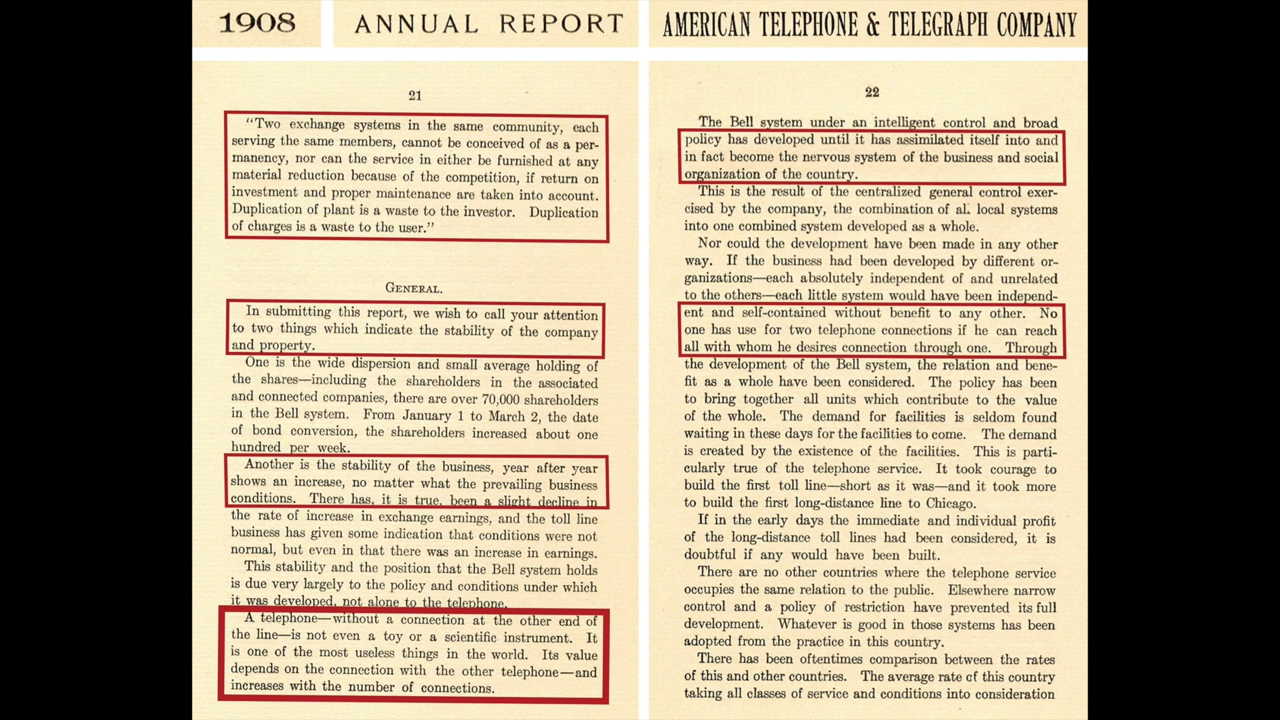 1908
ANNUAL REPORT
AMERICAN TELEPHONE & TELEGRAPH COMPANY
21
“Two exchange systems in the same community, each
serving the same members, cannot be conceived of as a per-
manency, nor can the service in either be furnished at any
material reduction because of the competition, if return on
investment and proper maintenance are taken into account.
Duplication of plant is a waste to the investor. Duplication
of charges is a waste to the user.”
GENERAL.
In submitting this report, we wish to call your attention
to two things which indicate the stability of the company
and property.
One is the wide dispersion and small average holding of
the shares—including the shareholders in the associated
and connected companies, there are over 70,000 shareholders
in the Bell system. From January 1 to March 2, the date
of bond conversion, the shareholders increased about one
hundred per week.
Another is the stability of the business, year after year
shows an increase, no matter what the prevailing business
conditions. There has, it is true, been a slight decline in
the rate of increase in exchange earnings, and the toll line
business has given some indication that conditions were not
normal, but even in that there was an increase in earnings.
This stability and the position that the Bell system holds
is due very largely to the policy and conditions under which
it was developed, not alone to the telephone.
A telephone—without a connection at the other end of
the line—is not even a toy or a scientific instrument. It
is one of the most useless things in the world. Its value
depends on the connection with the other telephone—and
increases with the number of connections.
22
The Bell system under an intelligent control and broad
policy has developed until it has assimilated itself into and
in fact become the nervous system of the business and social
organization of the country.
This is the result of the centralized general control exer-
cised by the company, the combination of al. local systems
into one combined system developed as a whole.
Nor could the development have been made in any other
way. If the business had been developed by different or-
ganizations—each absolutely independent of and unrelated
to the others—each little system would have been independ-
ent and self-contained without benefit to any other. No
one has use for two telephone connections if he can reach
all with whom he desires connection through one. Through
the development of the Bell system, the relation and bene-
fit as a whole have been considered. The policy has been
to bring together all units which contribute to the value
of the whole. The demand for facilities is seldom found
waiting in these days for the facilities to come. The demand
is created by the existence of the facilities. This is parti-
cularly true of the telephone service. It took courage to
build the first toll line—short as it was—and it took more
to build the first long-distance line to Chicago.
If in the early days the immediate and individual profit
of the long-distance toll lines had been considered, it is
doubtful if any would have been built.
There are no other countries where the telephone service
occupies the same relation to the public. Elsewhere narrow
control and a policy of restriction have prevented its full
development. Whatever is good in those systems has been
adopted from the practice in this country.
There has been oftentimes comparison between the rates
of this and other countries. The average rate of this country
taking all classes of service and conditions into consideration